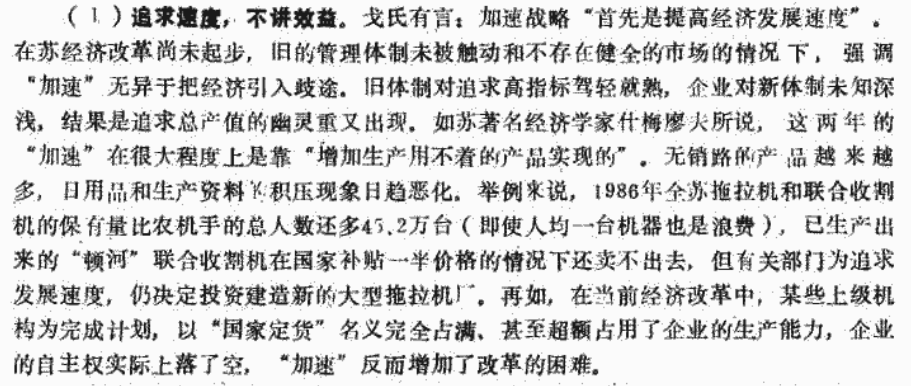 （1）追求速度，不讲效益。戈氏有言：加速战略“首先是提高经济发展速度”。
在苏经济改革尚未起步，旧的管理体制未被触动和不存在健全的市场的情况下，强调
“加速”无异于把经济引入歧途。旧体制对追求高指标驾轻就熟，企业对新体制未知深
浅，结果是追求总产值的幽灵重又出现。如苏著名经济学家什梅廖夫所说，这两年的
“加速”在很大程度上是靠“增加生产用不着的产品实现的”。无销路的产品越来越
多，日用品和生产资料的积压现象日趋恶化。举例来说，1986年全苏拖拉机和联合收割
机的保有量比农机手的总人数还多45.2万台（即使人均一台机器也是浪费），已生产出
来的“顿河”联合收割机在国家补贴一半价格的情况下还卖不出去，但有关部门为追求
发展速度，仍决定投资建造新的大型拖拉机厂。再如，在当前经济改革中，某些上级机
构为完成计划，以“国家定货”名义完全占满、甚至超额占用了企业的生产能力，企业
的自主权实际上落了空，“加速”反而增加了改革的困难。